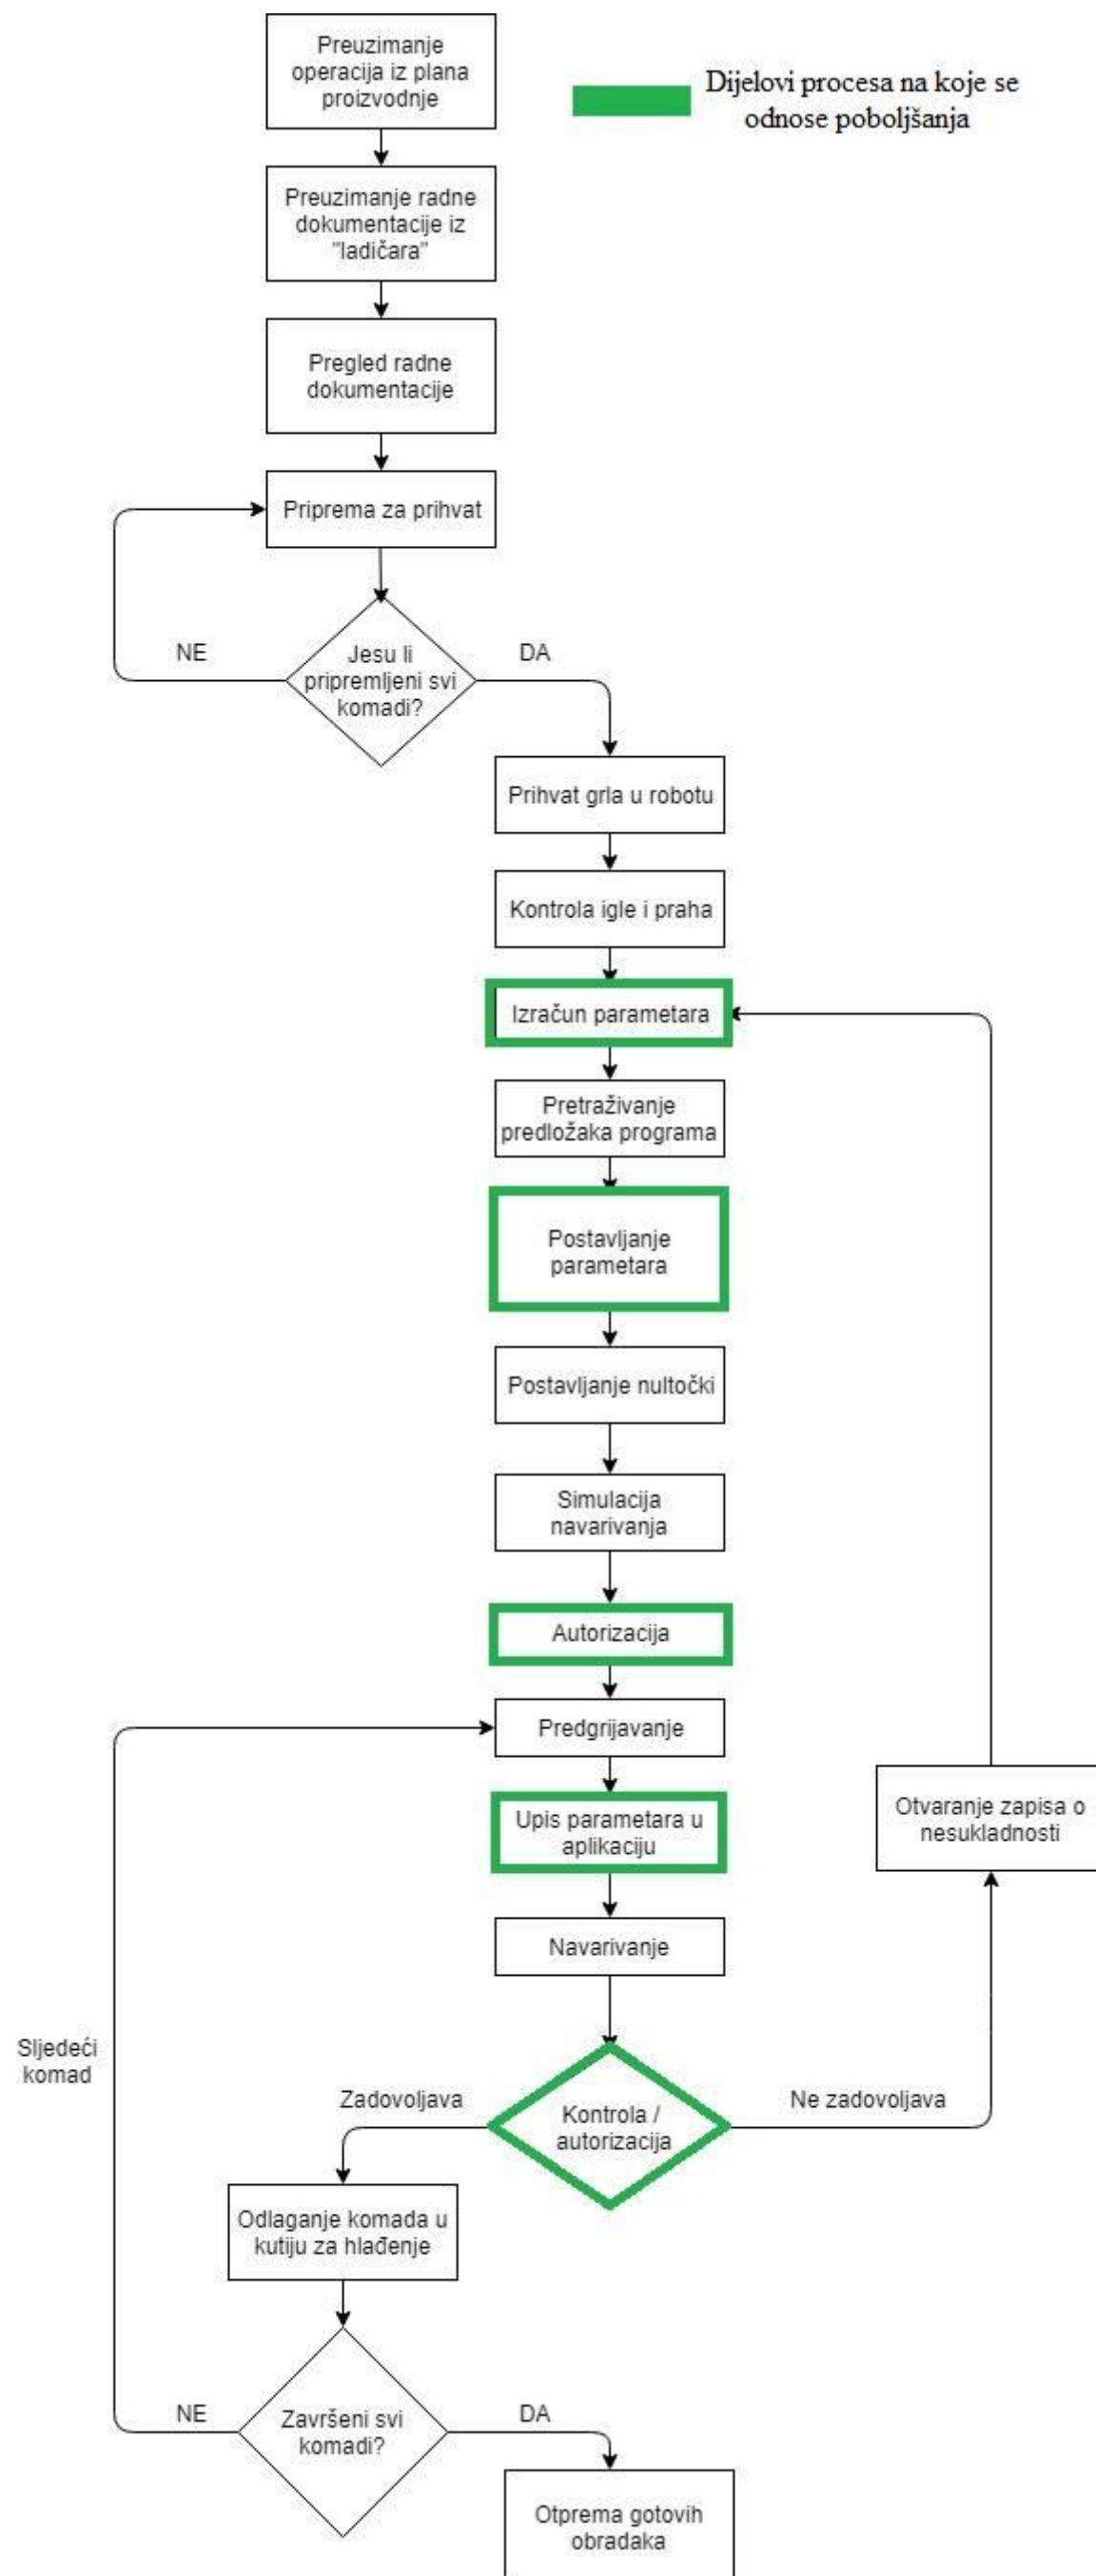 Preuzimanje
operacija iz plana
proizvodnje
Dijelovi procesa na koje se
odnose poboljšanja
Preuzimanje radne
dokumentacije iz
"ladičara"
Pregled radne
dokumentacije
Priprema za prihvat
NE
Jesu li
pripremljeni svi
komadi?
DA
Prihvat grla u robotu
Kontrola igle i praha
Izračun parametara
Pretraživanje
predložaka programa
Postavljanje
parametara
Postavljanje nultočki
Simulacija
navarivanja
Autorizacija
Predgrijavanje
Upis parametara u
aplikaciju
Otvaranje zapisa o
nesukladnosti
Navarivanje
Sljedeći
komad
Zadovoljava
Kontrola /
autorizacija
Ne zadovoljava
Odlaganje komada u
kutiju za hlađenje
NE
Završeni svi
komadi?
DA
Otprema gotovih
obradaka